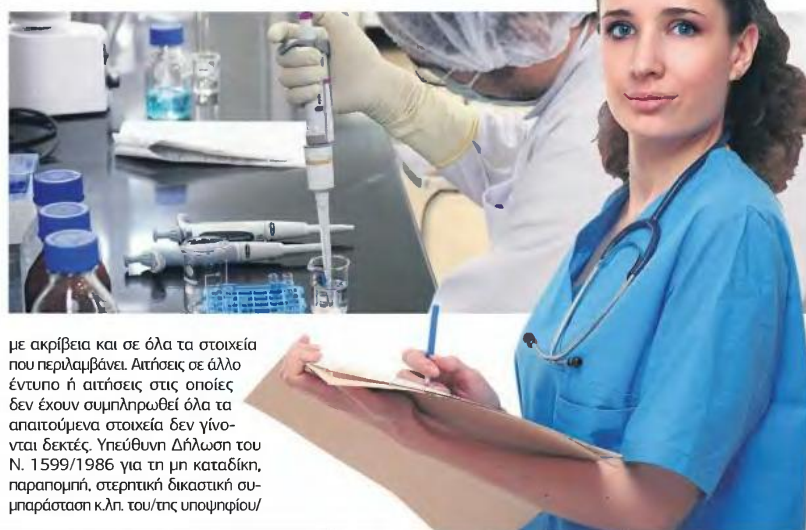 με ακρίβεια και σε όλα τα στοιχεία
που περιλαμβάνει. Αιτήσεις σε άλλο
έντυπο ή αιτήσεις στις οποίες
δεν έχουν συμπληρωθεί όλα τα
απαιτούμενα στοιχεία δεν γίνο-
νται δεκτές. Υπεύθυνη Δήλωση του
Ν. 1599/1986 για τη μη καταδίκη,
παραπομπή, στερητική δικαστική συ-
μπαράσταση κ.λπ. του/της υποψηφίου/